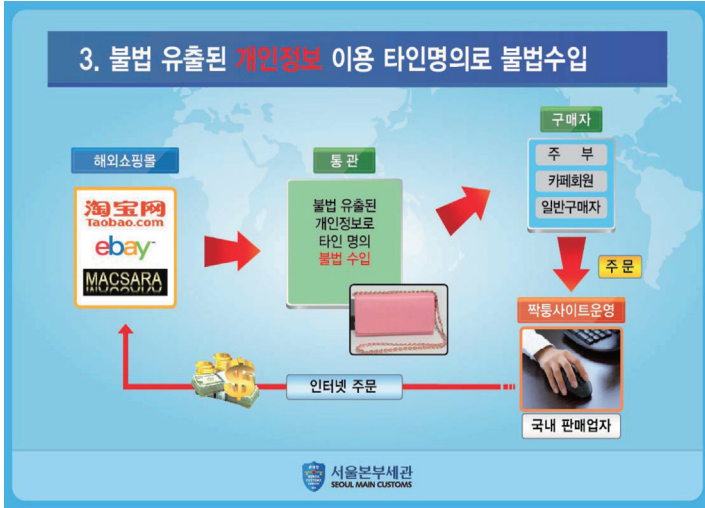 3. 불법 유출된 개인정보 이용 타인명의로 불법수입
구매자
주 부
카페회원
일반구매자
해외쇼핑몰
淘宝网
Taobao.com
ebay™
MACSARA
통관
불법 유출된
개인정보로
타인 명의
불법 수입
주문
짝퉁사이트운영
국내 판매업자
인터넷 주문
서울본부세관
SEOUL MAIN CUSTOMS